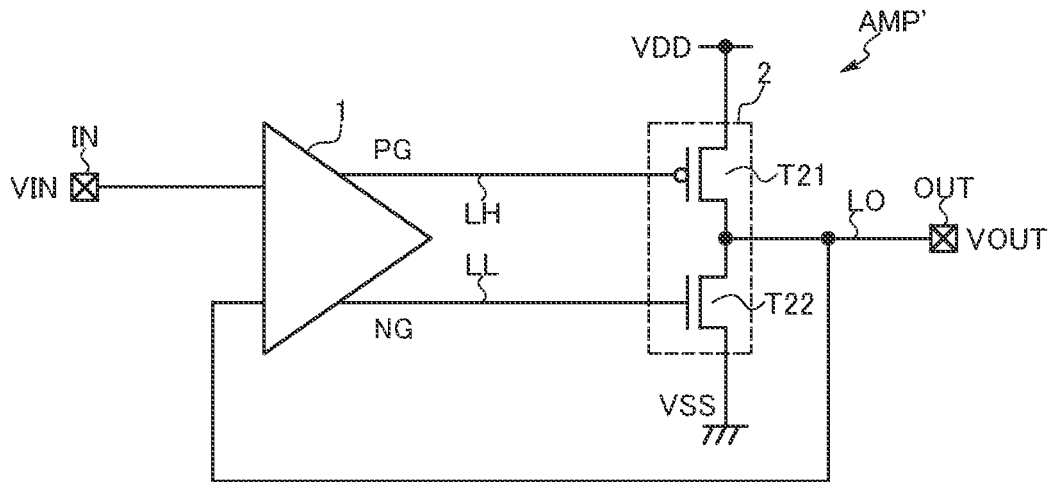 AMP'
VDD
2
1
IN
VIN
PG
LH
T21
OUT
LO
VOUT
LL
T22
NG
VSS